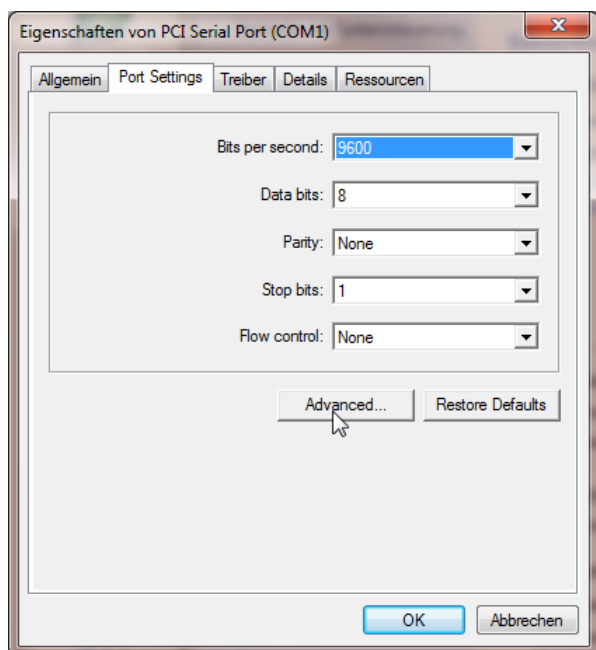 Eigenschaften von PCI Serial Port (COM1)
Allgemein Port Settings Treiber Details Ressourcen
Bits per second: 9600
Data bits: 8
Parity: None
Stop bits: 1
Flow control: None
Advanced... Restore Defaults
OK Abbrechen